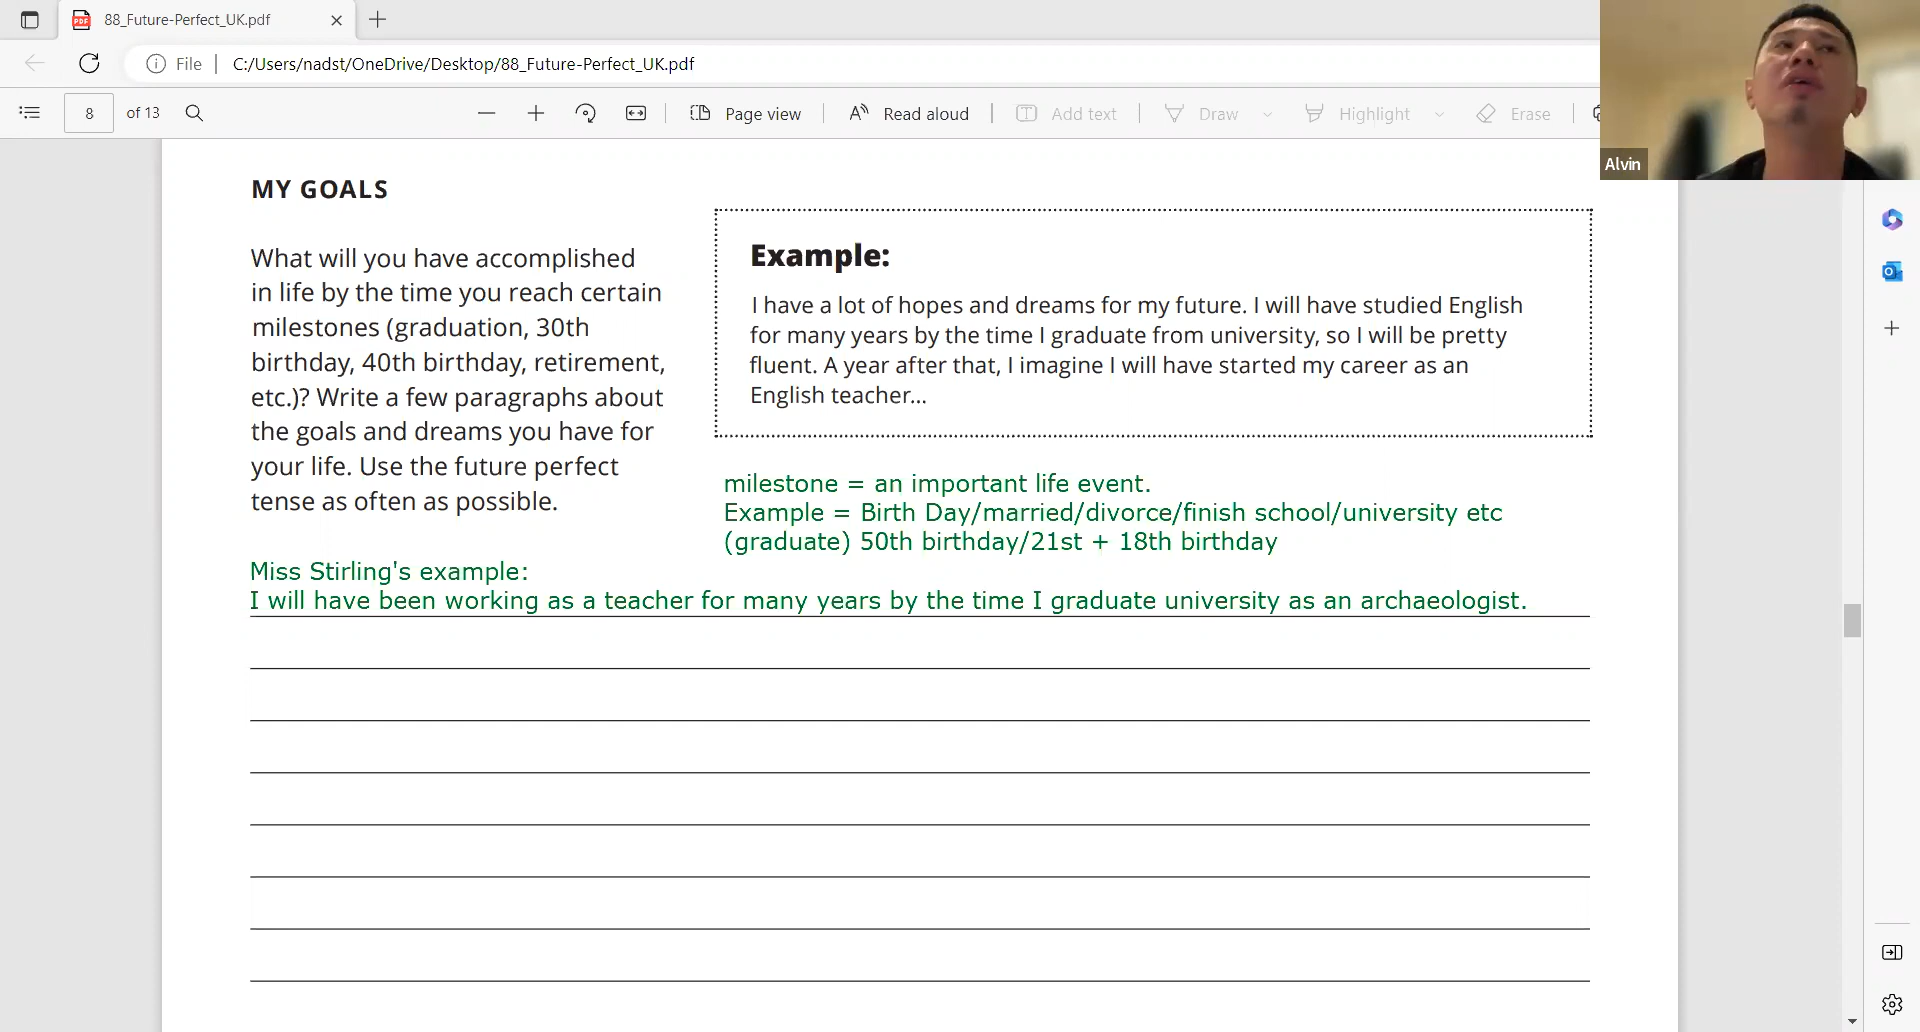 88_Future-Perfect_UK.pdf
File
C:/Users/nadst/OneDrive/Desktop/88_Future-Perfect_UK.pdf
8 of 13
Page view
Read aloud
Add text
Draw
Highlight
Erase
Alvin
MY GOALS
What will you have accomplished
in life by the time you reach certain
milestones (graduation, 30th
birthday, 40th birthday, retirement,
etc.)? Write a few paragraphs about
the goals and dreams you have for
your life. Use the future perfect
tense as often as possible.
Example:
I have a lot of hopes and dreams for my future. I will have studied English
for many years by the time I graduate from university, so I will be pretty
fluent. A year after that, I imagine I will have started my career as an
English teacher...
milestone = an important life event.
Example = Birth Day/married/divorce/finish school/university etc
(graduate) 50th birthday/21st + 18th birthday
Miss Stirling's example:
I will have been working as a teacher for many years by the time I graduate university as an archaeologist.